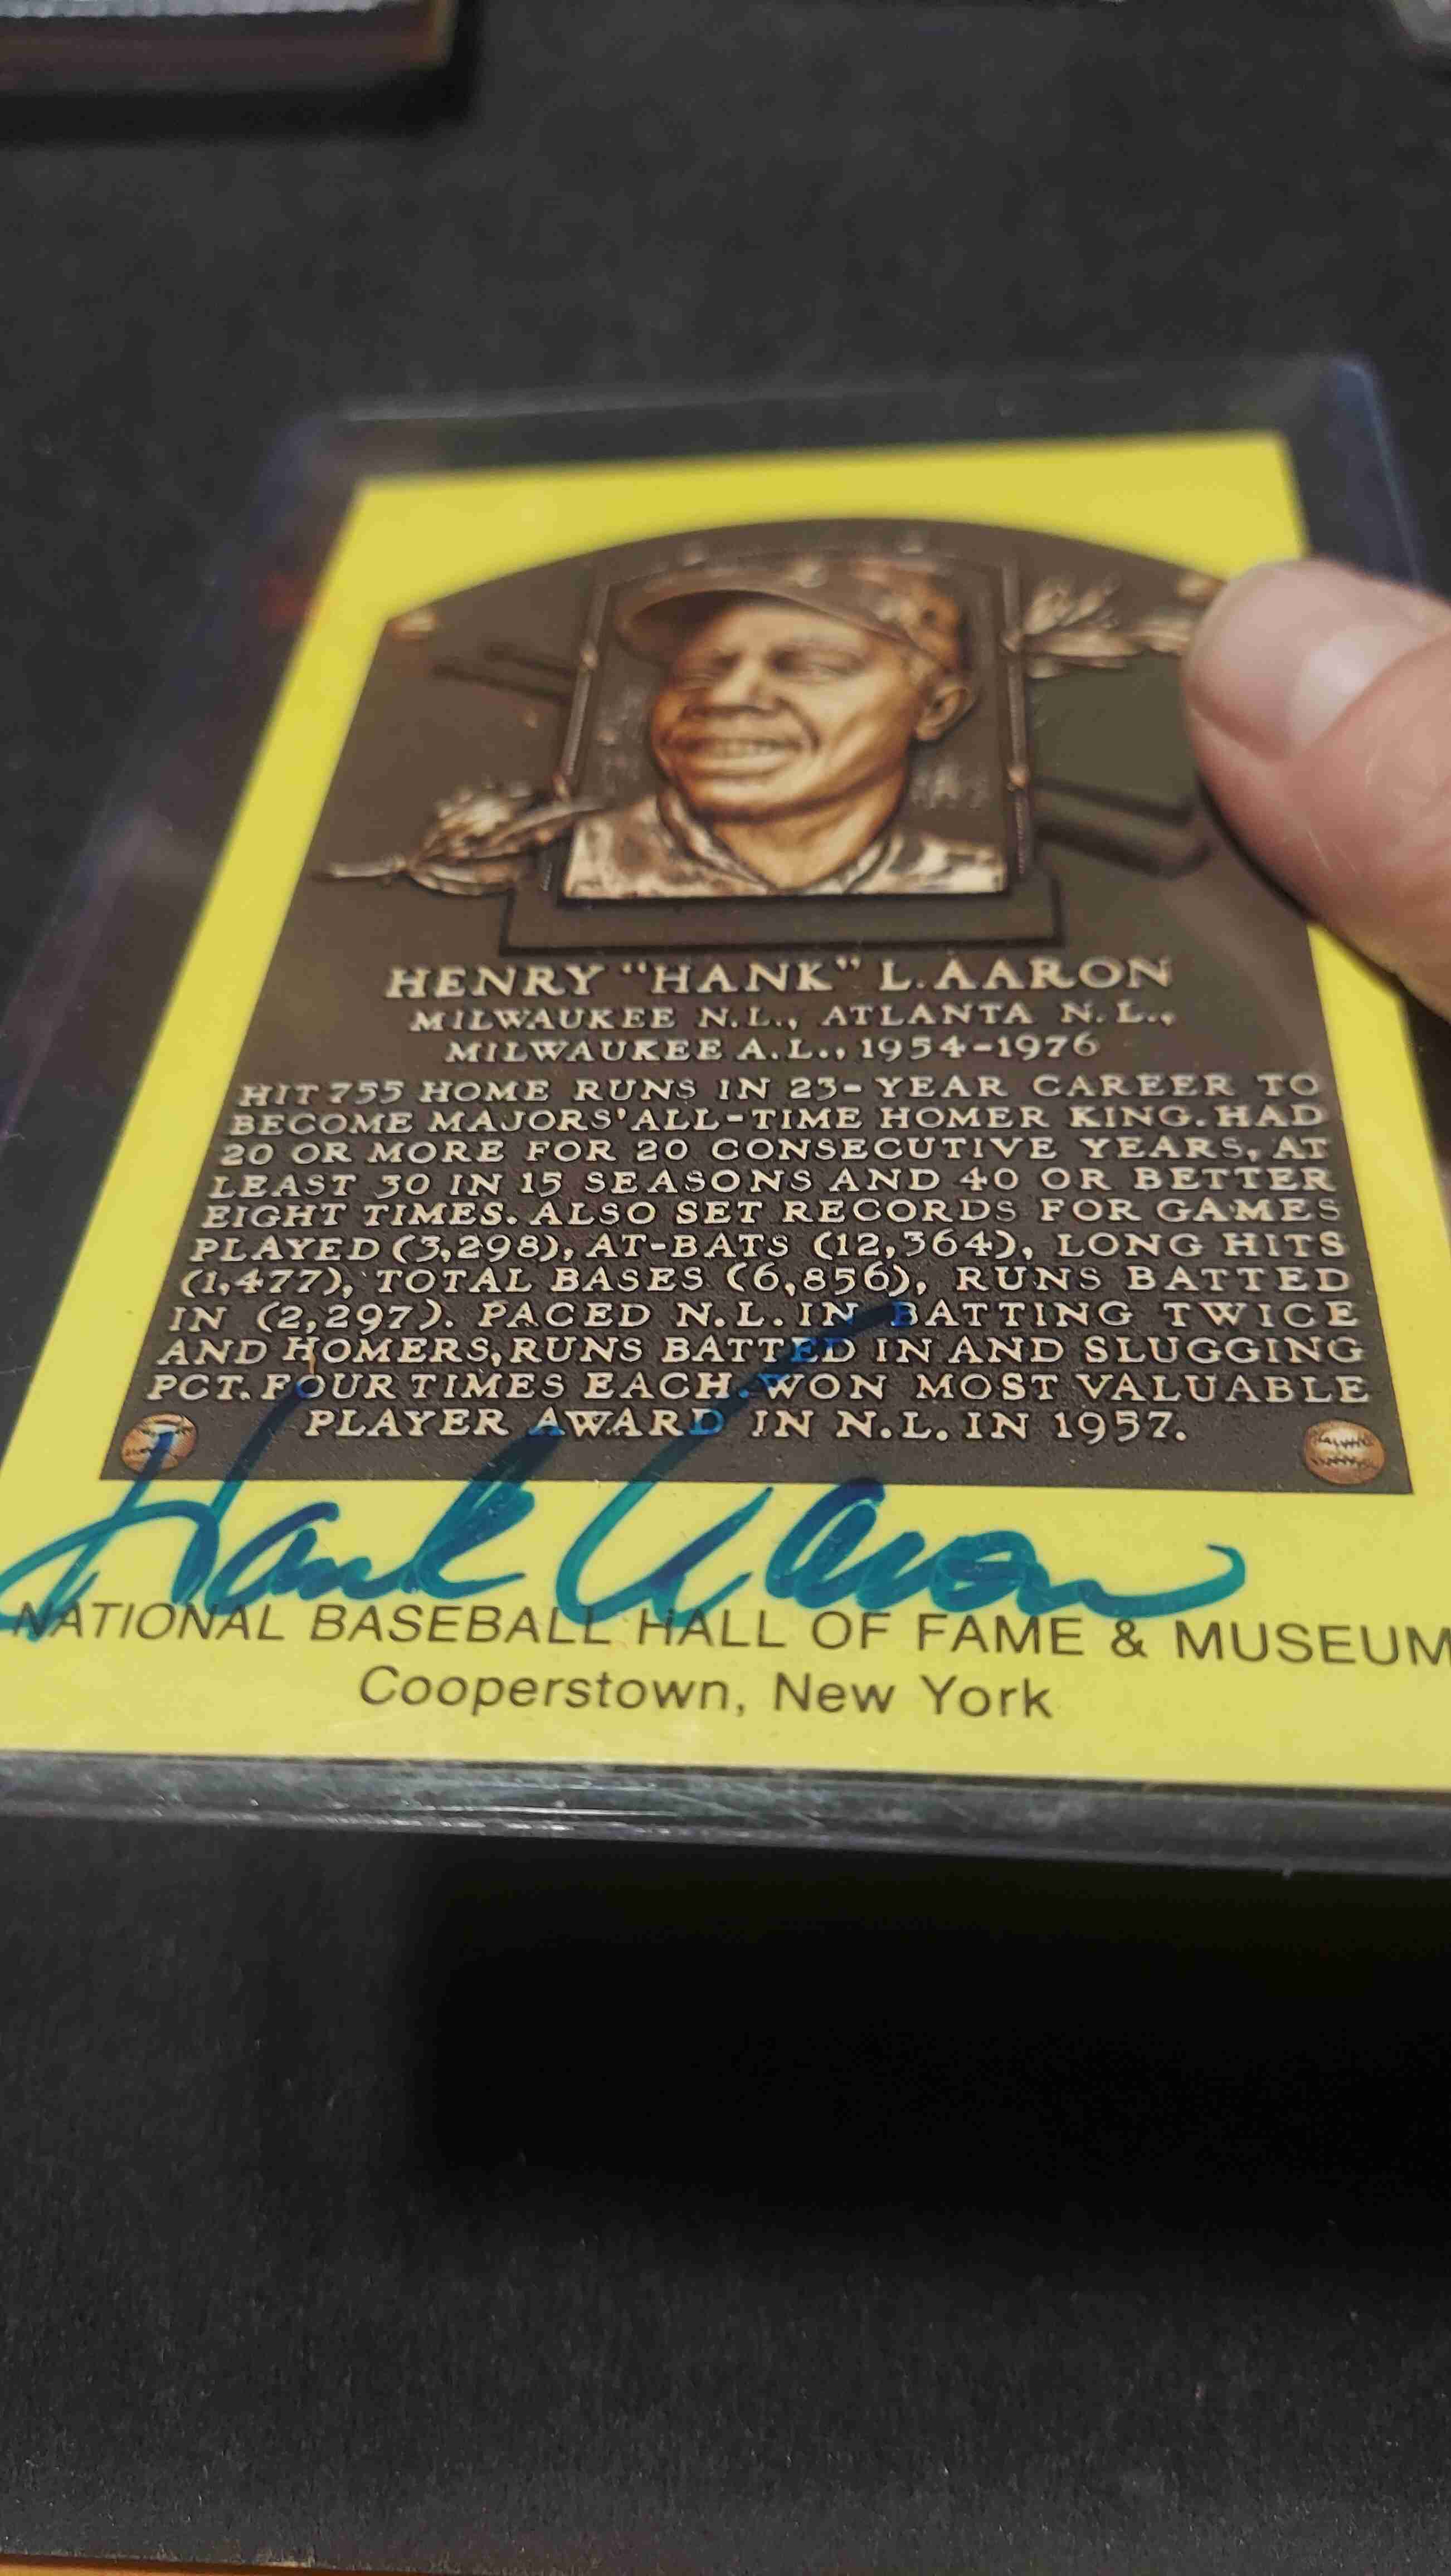 HENRY "HANK" L. AARON
MILWAUKEE N.L., ATLANTA N.L.,
MILWAUKEE A.L., 1954-1976
HIT 755 HOME RUNS IN 23-YEAR CAREER TO
BECOME MAJORS' ALL-TIME HOMER KING. HAD
20 OR MORE FOR 20 CONSECUTIVE YEARS, AT
LEAST 30 IN 15 SEASONS AND 40 OR BETTER
EIGHT TIMES. ALSO SET RECORDS FOR GAMES
PLAYED (3,298), AT-BATS (12,364), LONG HITS
(1,477), TOTAL BASES (6,856), RUNS BATTED
IN (2,297). PACED N.L. IN BATTING TWICE
AND HOMERS, RUNS BATTED IN AND SLUGGING
PCT. FOUR TIMES EACH. WON MOST VALUABLE
PLAYER AWARD IN N.L. IN 1957.
Hank Aaron
NATIONAL BASEBALL HALL OF FAME & MUSEUM
Cooperstown, New York